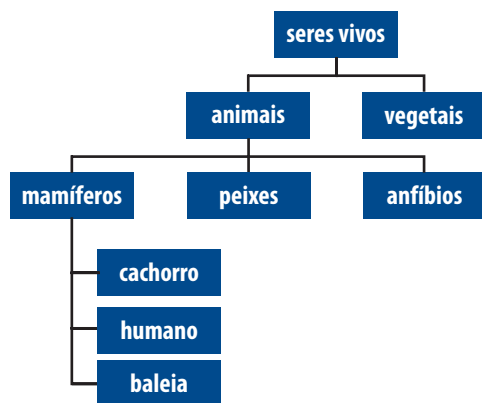 seres vivos
animais
vegetais
mamíferos
peixes
anfíbios
cachorro
humano
baleia